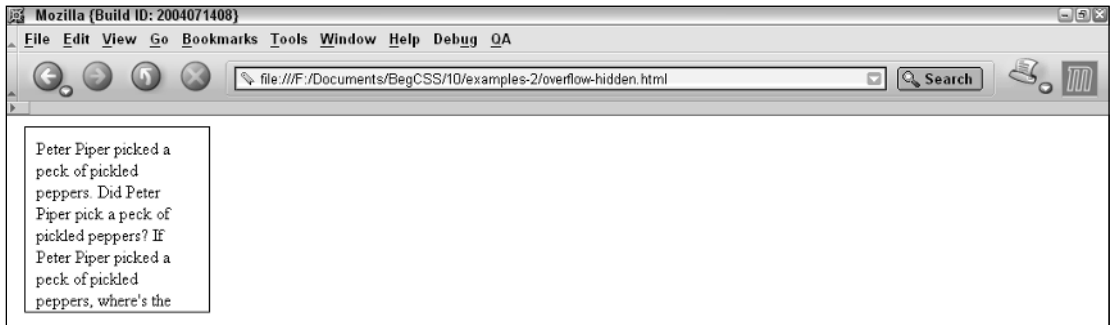 Mozilla {Build ID: 2004071408}
File Edit View Go Bookmarks Tools Window Help Debug QA
file:///F:/Documents/BegCSS/10/examples-2/overflow-hidden.html Search
Peter Piper picked a
peck of pickled
peppers. Did Peter
Piper pick a peck of
pickled peppers? If
Peter Piper picked a
peck of pickled
peppers, where's the